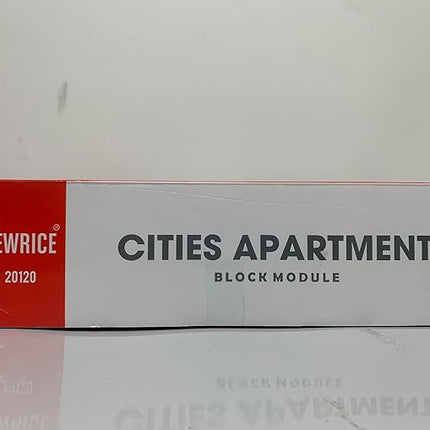 EWRICE®
20120
CITIES APARTMENT
BLOCK MODULE